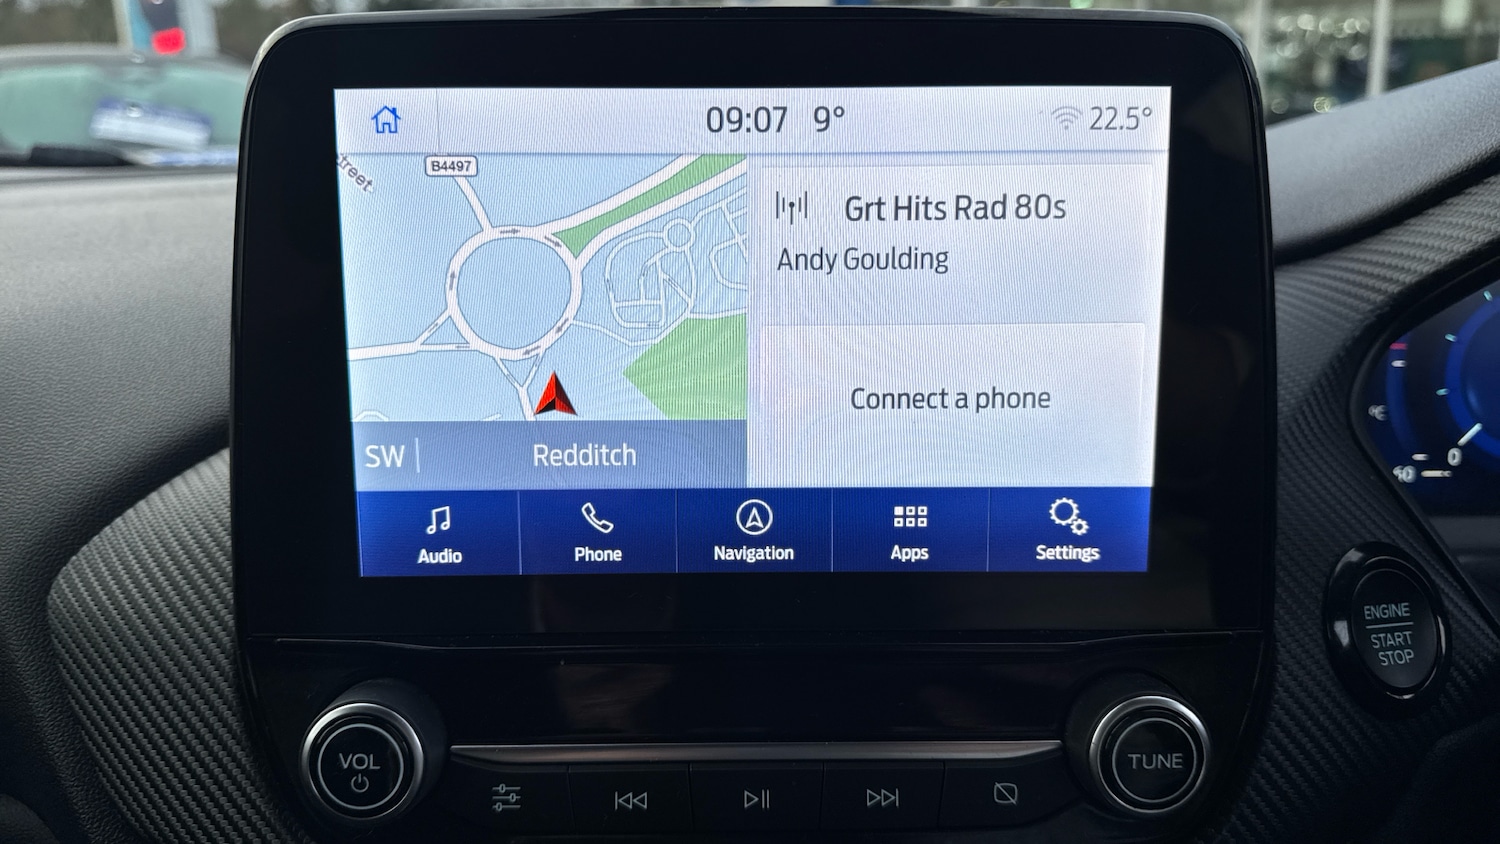 09:07 9° 22.5°
treet
B4497
Grt Hits Rad 80s
Andy Goulding
Connect a phone
SW
Redditch
Audio
Phone
Navigation
Apps
Settings
0
ENGINE
START
STOP
VOL
TUNE